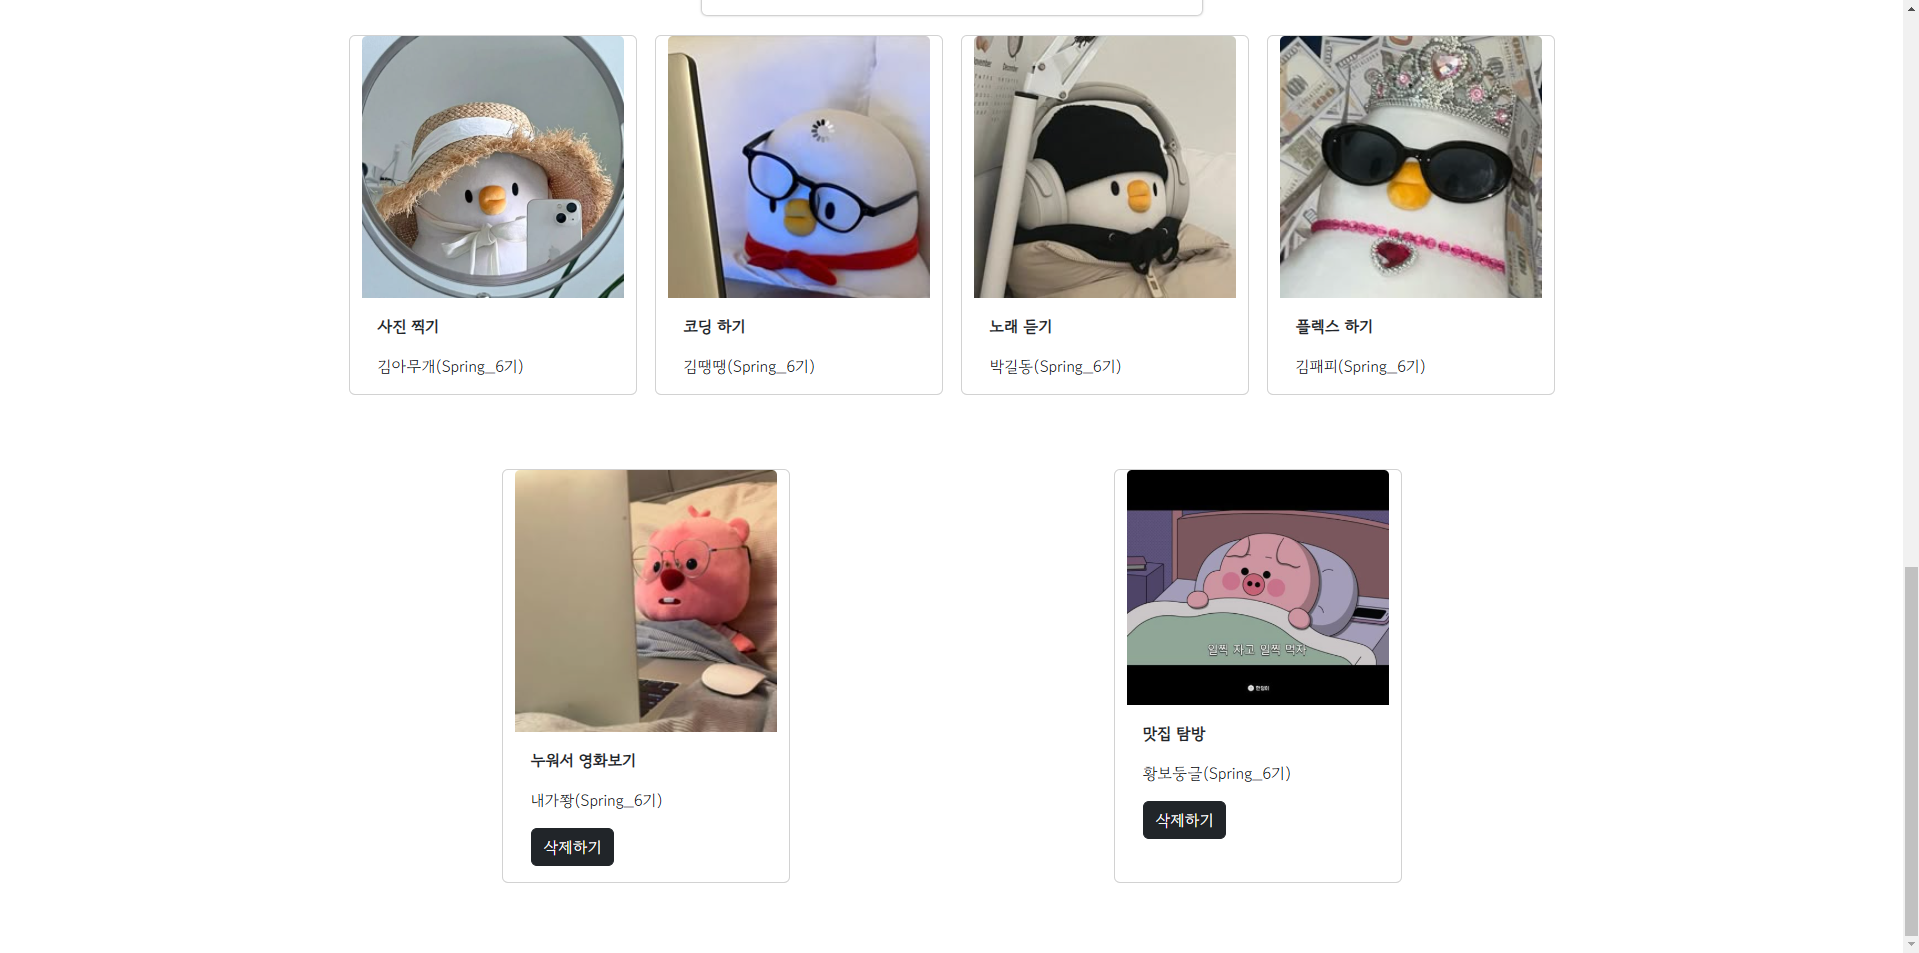 사진 찍기
김아무개(Spring_6기)
코딩 하기
김땡땡(Spring_6기)
노래 듣기
박길동(Spring_6기)
플렉스 하기
김패피(Spring_6기)
누워서 영화보기
내가짱(Spring_6기)
삭제하기
일찍 자고 일찍 먹자
맛집 탐방
황보둥글(Spring_6기)
삭제하기